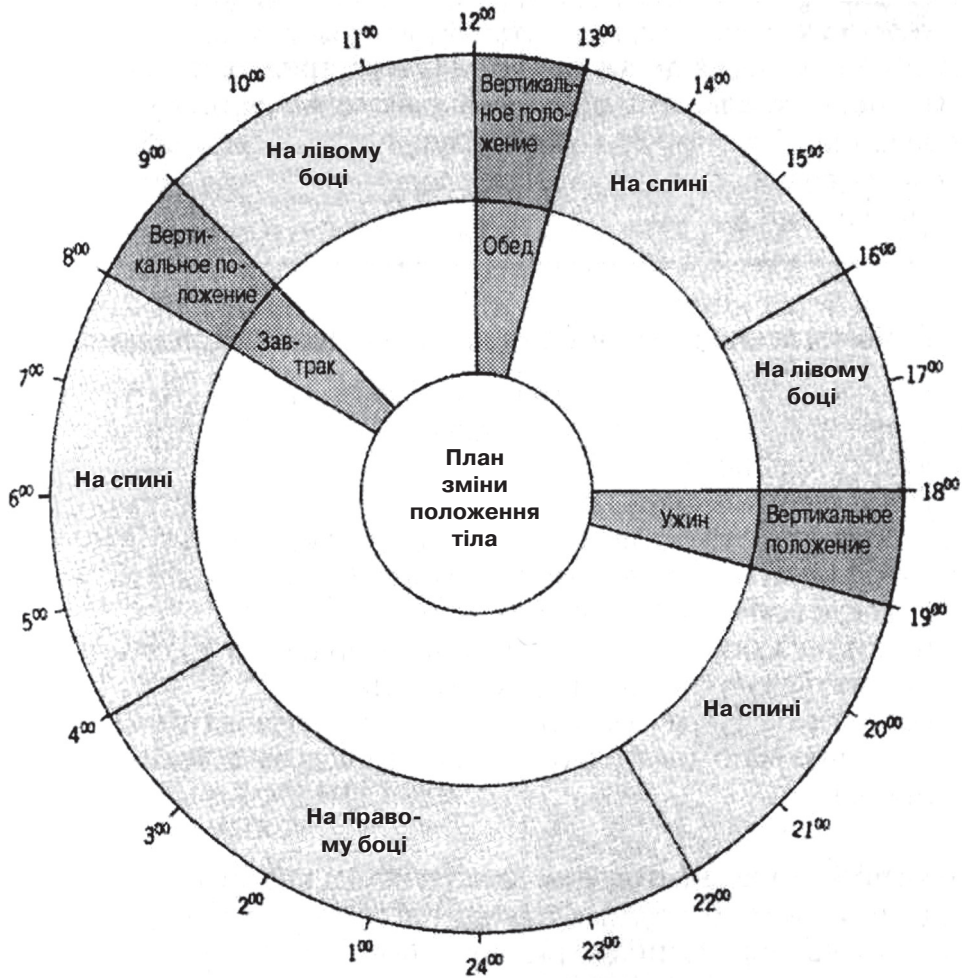 12⁰⁰
13⁰⁰
14⁰⁰
15⁰⁰
16⁰⁰
17⁰⁰
18⁰⁰
19⁰⁰
20⁰⁰
21⁰⁰
22⁰⁰
23⁰⁰
24⁰⁰
1⁰⁰
2⁰⁰
3⁰⁰
4⁰⁰
5⁰⁰
6⁰⁰
7⁰⁰
8⁰⁰
9⁰⁰
10⁰⁰
11⁰⁰
Вертикаль-
ное поло-
жение
Обед
На спині
На лівому
боці
Ужин
Вертикальное
положение
На спині
На право-
му боці
На спині
Верти-
кальное по-
ложение
Зав-
трак
На лівому
боці
План
зміни
положення
тіла